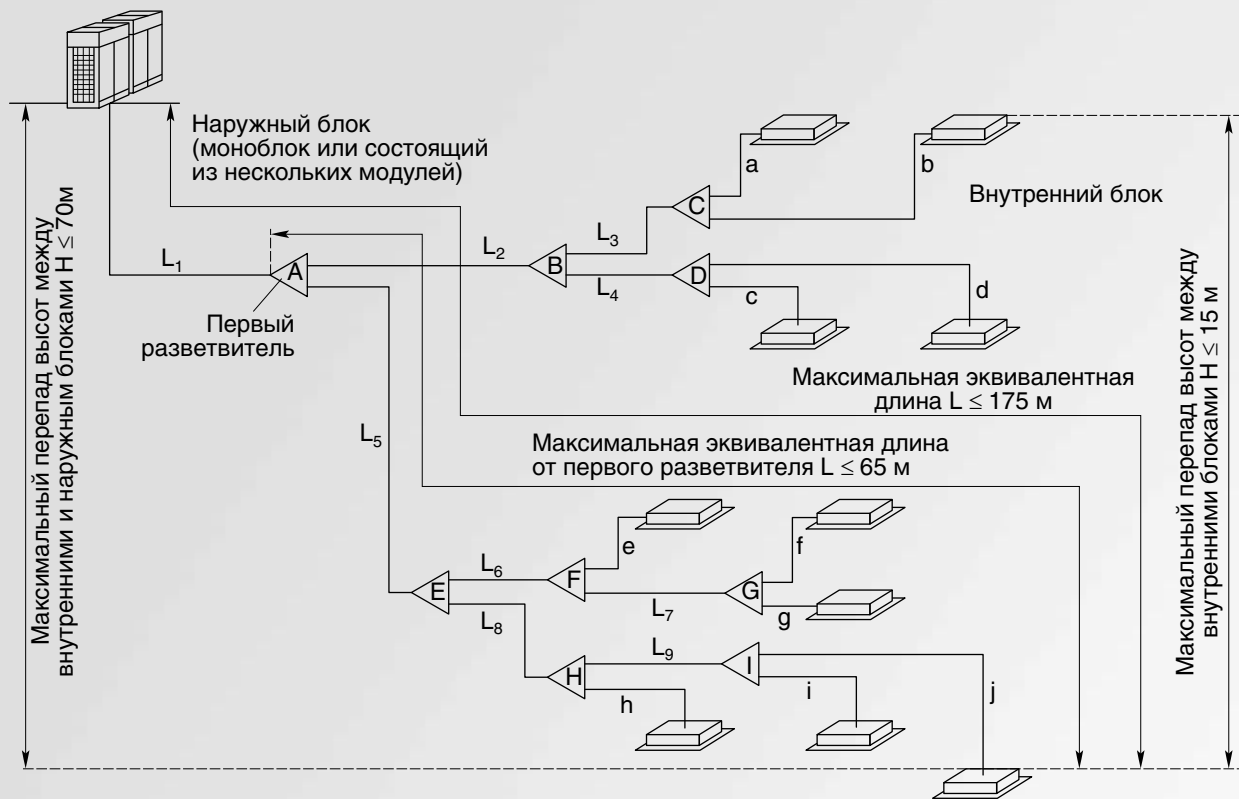 Максимальный перепад высот между
внутренними и наружным блоками H ≤ 70м
Наружный блок
(моноблок или состоящий
из нескольких модулей)
L₁
A
Первый
разветвитель
L₂
B
L₃
L₄
C
a
b
D
c
d
Внутренний блок
Максимальная эквивалентная
длина L ≤ 175 м
Максимальная эквивалентная длина
от первого разветвителя L ≤ 65 м
L₅
E
L₆
F
e
L₇
G
f
g
L₈
H
h
L₉
I
i
j
Максимальный перепад высот между
внутренними блоками H ≤ 15 м